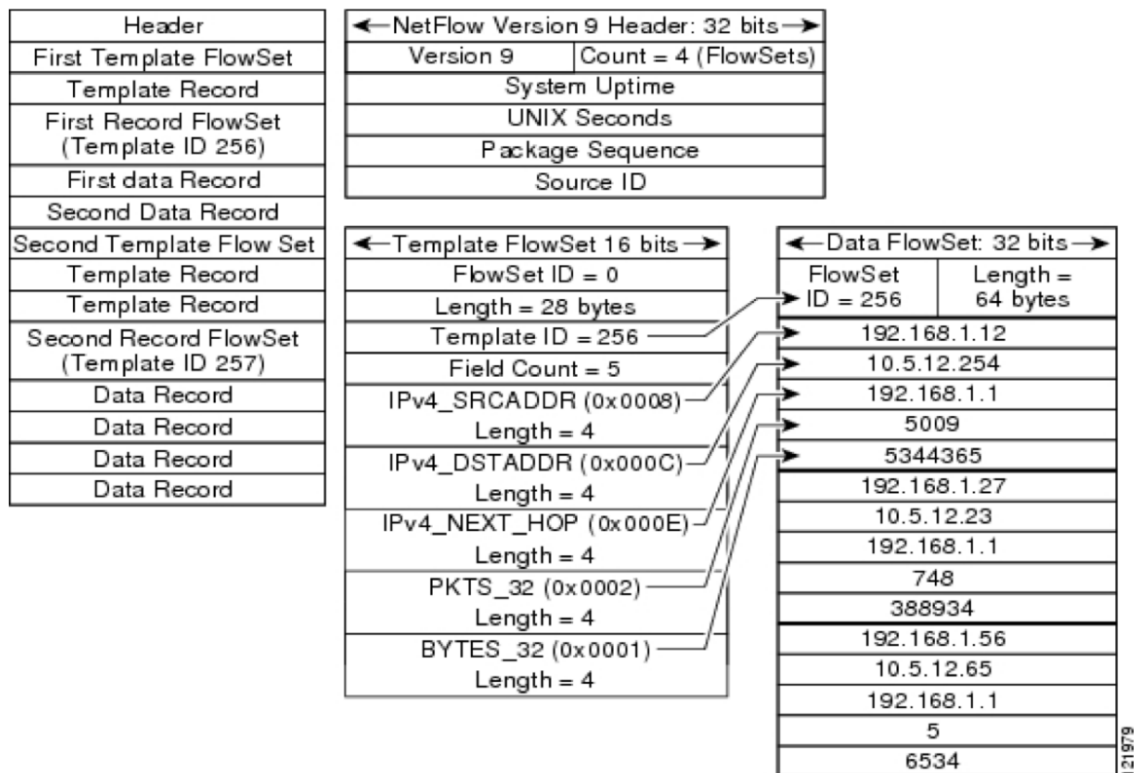 Header
First Template FlowSet
Template Record
First Record FlowSet
(Template ID 256)
First data Record
Second Data Record
Second Template Flow Set
Template Record
Template Record
Second Record FlowSet
(Template ID 257)
Data Record
Data Record
Data Record
Data Record
NetFlow Version 9 Header: 32 bits
Version 9
Count = 4 (FlowSets)
System Uptime
UNIX Seconds
Package Sequence
Source ID
Template FlowSet 16 bits
FlowSet ID = 0
Length = 28 bytes
Template ID = 256
Field Count = 5
IPv4_SRCADDR (0x0008)
Length = 4
IPv4_DSTADDR (0x000C)
Length = 4
IPv4_NEXT_HOP (0x000E)
Length = 4
PKTS_32 (0x0002)
Length = 4
BYTES_32 (0x0001)
Length = 4
Data FlowSet: 32 bits
FlowSet
ID = 256
Length =
64 bytes
192.168.1.12
10.5.12.254
192.168.1.1
5009
5344365
192.168.1.27
10.5.12.23
192.168.1.1
748
388934
192.168.1.56
10.5.12.65
192.168.1.1
5
6534
121979